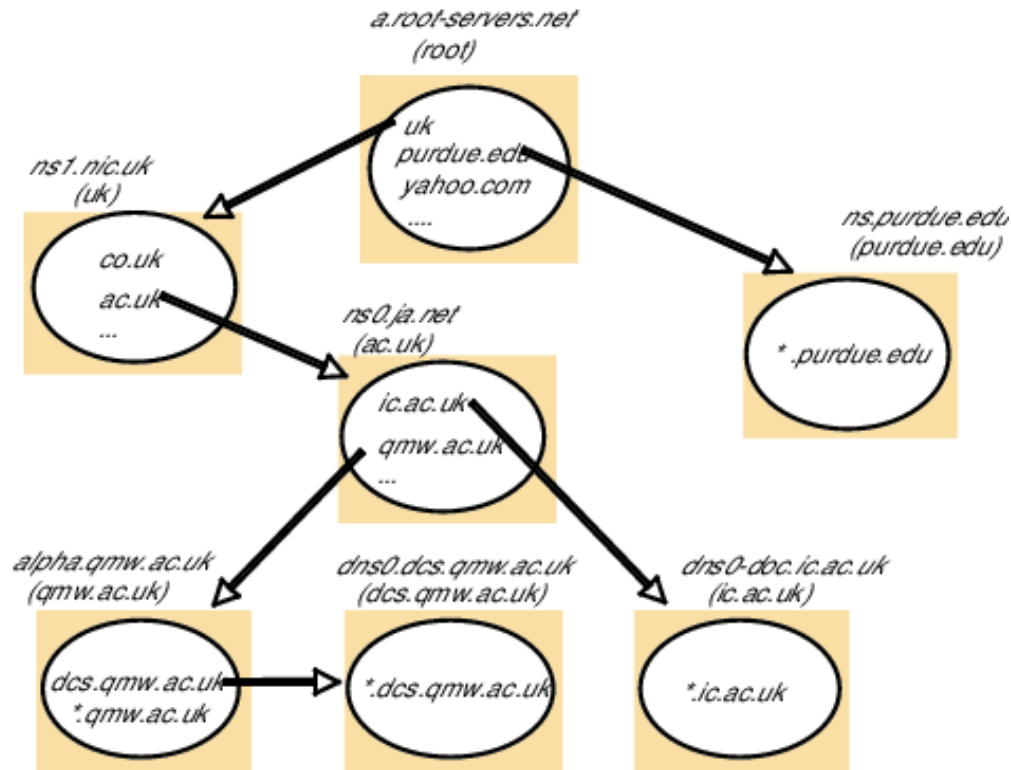 a.root-servers.net
(root)
uk
purdue.edu
yahoo.com
....
ns1.nic.uk
(uk)
co.uk
ac.uk
...
ns.purdue.edu
(purdue.edu)
*.purdue.edu
ns0.ja.net
(ac.uk)
ic.ac.uk
qmw.ac.uk
...
alpha.qmw.ac.uk
(qmw.ac.uk)
dcs.qmw.ac.uk
*.qmw.ac.uk
dns0.dcs.qmw.ac.uk
(dcs.qmw.ac.uk)
*.dcs.qmw.ac.uk
dns0-doc.ic.ac.uk
(ic.ac.uk)
*.ic.ac.uk